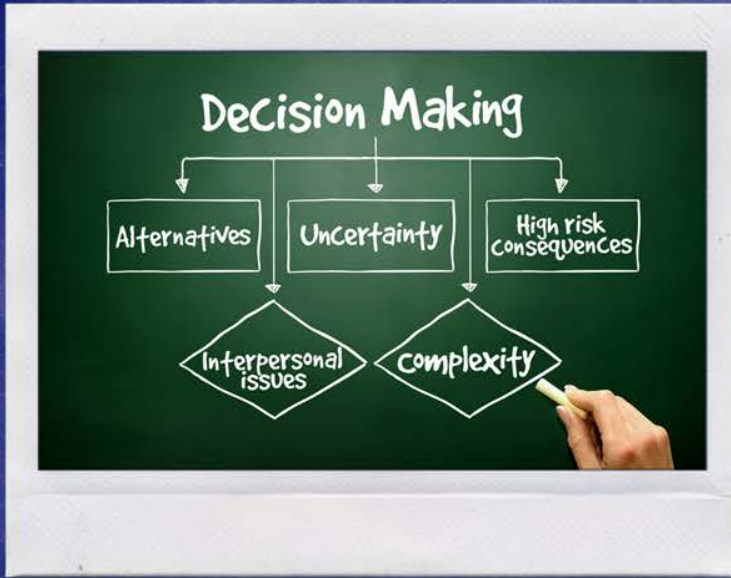 Decision Making
Alternatives
Uncertainty
High risk
consequences
Interpersonal
issues
Complexity